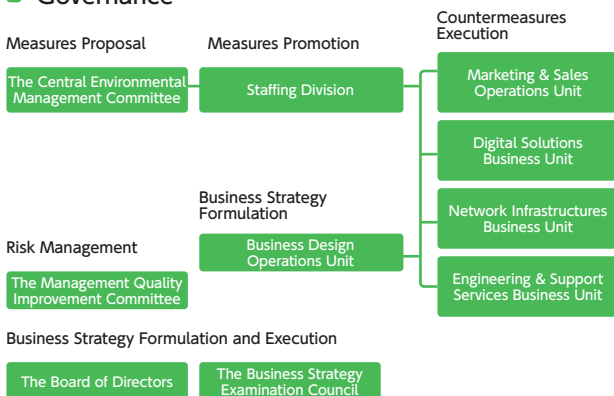 Governance
Measures Proposal
The Central Environmental
Management Committee
Measures Promotion
Staffing Division
Countermeasures
Execution
Marketing & Sales
Operations Unit
Digital Solutions
Business Unit
Network Infrastructures
Business Unit
Engineering & Support
Services Business Unit
Business Strategy
Formulation
Business Design
Operations Unit
Risk Management
The Management Quality
Improvement Committee
Business Strategy Formulation and Execution
The Board of Directors
The Business Strategy
Examination Council